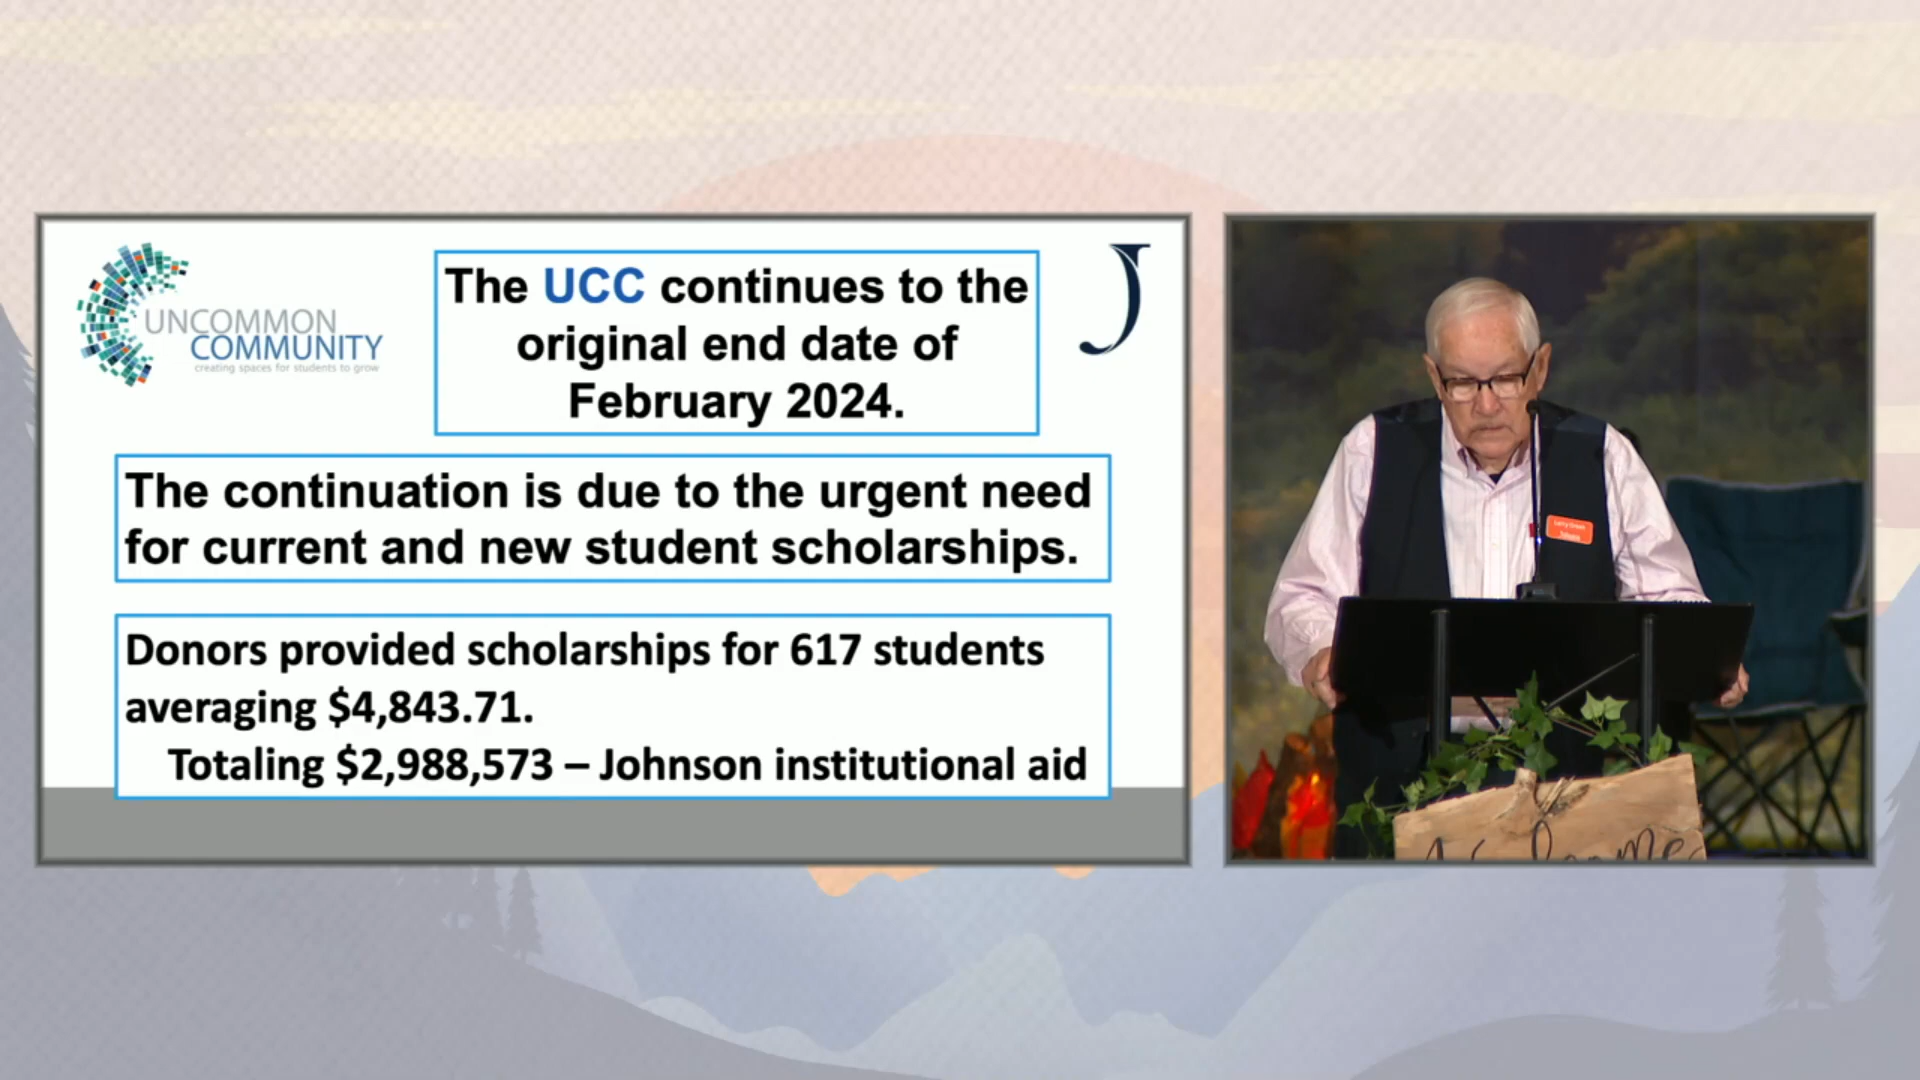 UNCOMMON
COMMUNITY
creating spaces for students to grow
The UCC continues to the
original end date of
February 2024.
J
The continuation is due to the urgent need
for current and new student scholarships.
Donors provided scholarships for 617 students
averaging $4,843.71.
Totaling $2,988,573 – Johnson institutional aid